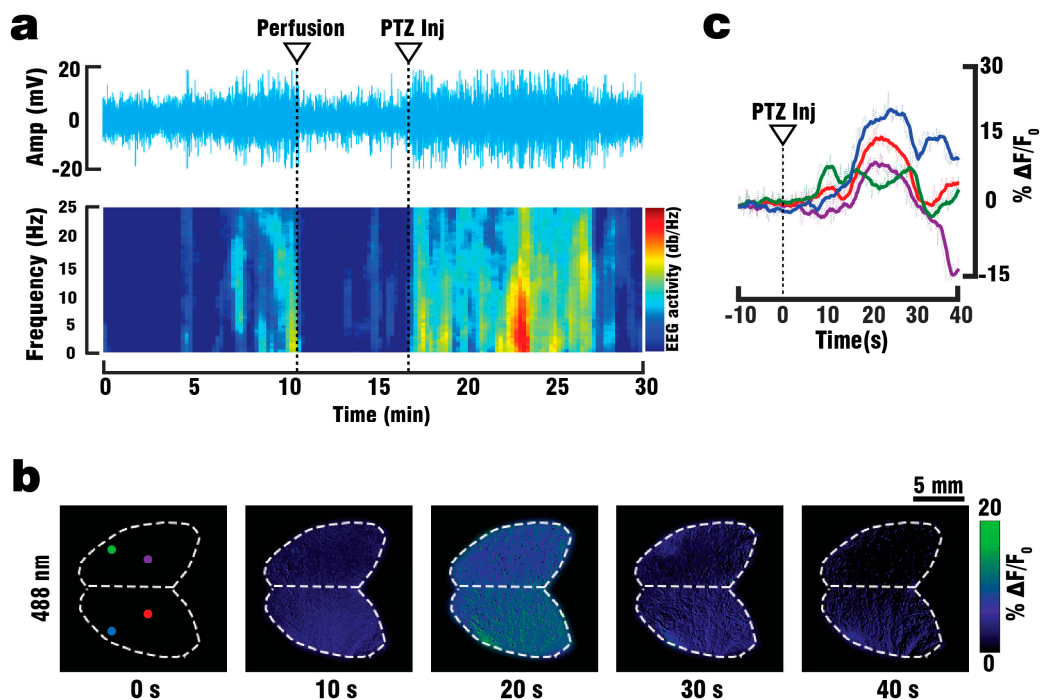 a
Perfusion
PTZ Inj
20
0
-20
Amp (mV)
25
20
15
10
5
0
Frequency (Hz)
EEG activity (db/Hz)
0 5 10 15 20 25 30
Time (min)
c
PTZ Inj
30
15
0
-15
% ΔF/F0
-10 0 10 20 30 40
Time(s)
b
5 mm
488 nm
20
0
% ΔF/F0
0 s 10 s 20 s 30 s 40 s